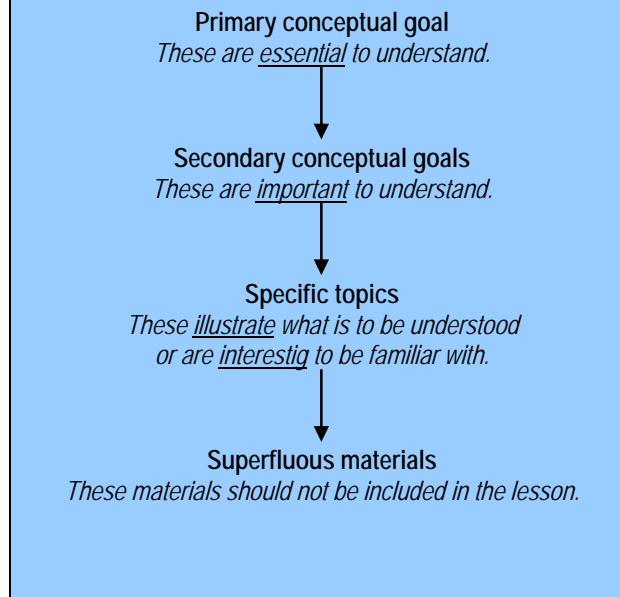 Primary conceptual goal
These are essential to understand.
Secondary conceptual goals
These are important to understand.
Specific topics
These illustrate what is to be understood
or are interestig to be familiar with.
Superfluous materials
These materials should not be included in the lesson.